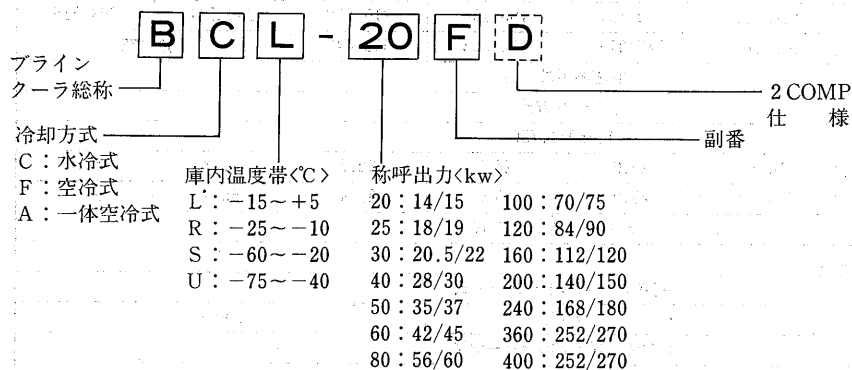 BCL-20FD
ブライン
クーラ総称
2 COMP
仕 様
副番
冷却方式
C：水冷式
F：空冷式
A：一体空冷式
庫内温度帯<℃>
L：−15～+5
R：−25～−10
S：−60～−20
U：−75～−40
称呼出力<kw>
20：14/15 100：70/75
25：18/19 120：84/90
30：20.5/22 160：112/120
40：28/30 200：140/150
50：35/37 240：168/180
60：42/45 360：252/270
80：56/60 400：252/270